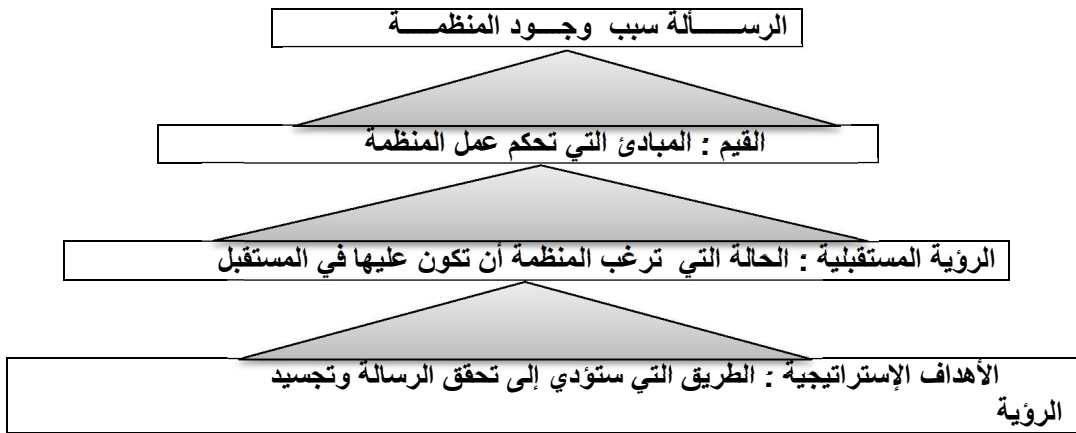 الرســــــألة سبب وجـــود المنظمـــــة
القيم : المبادئ التي تحكم عمل المنظمة
الرؤية المستقبلية : الحالة التي ترغب المنظمة أن تكون عليها في المستقبل
الأهداف الإستراتيجية : الطريق التي ستؤدي إلى تحقق الرسالة وتجسيد
الرؤية